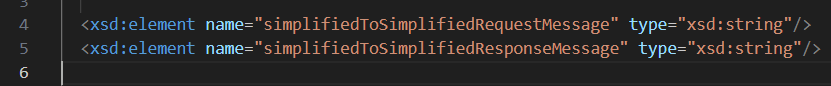 3
4 <xsd:element name="simplifiedToSimplifiedRequestMessage" type="xsd:string"/>
5 <xsd:element name="simplifiedToSimplifiedResponseMessage" type="xsd:string"/>
6